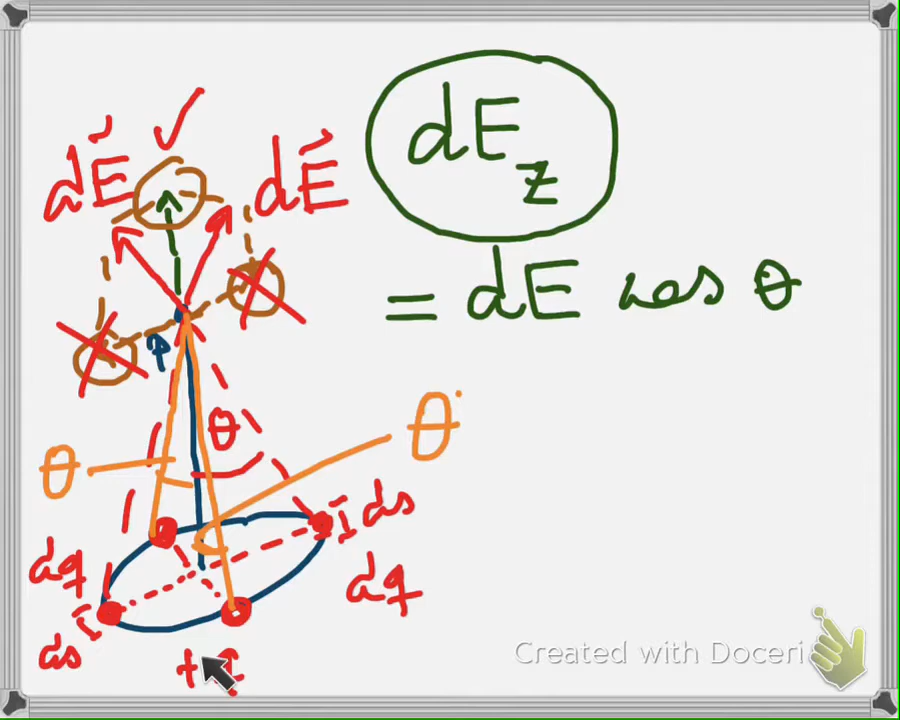 dE
z
dE dE
= dE cos θ
θ
θ
θ
ds
dq
dq
ds
Created with Doceri